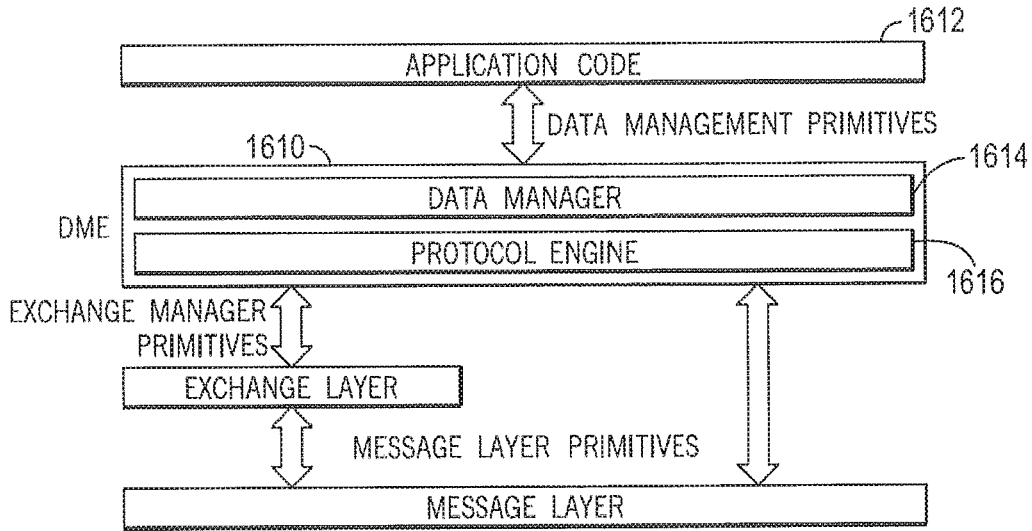 1612
APPLICATION CODE
DATA MANAGEMENT PRIMITIVES
1610
1614
DATA MANAGER
DME
PROTOCOL ENGINE
1616
EXCHANGE MANAGER
PRIMITIVES
EXCHANGE LAYER
MESSAGE LAYER PRIMITIVES
MESSAGE LAYER